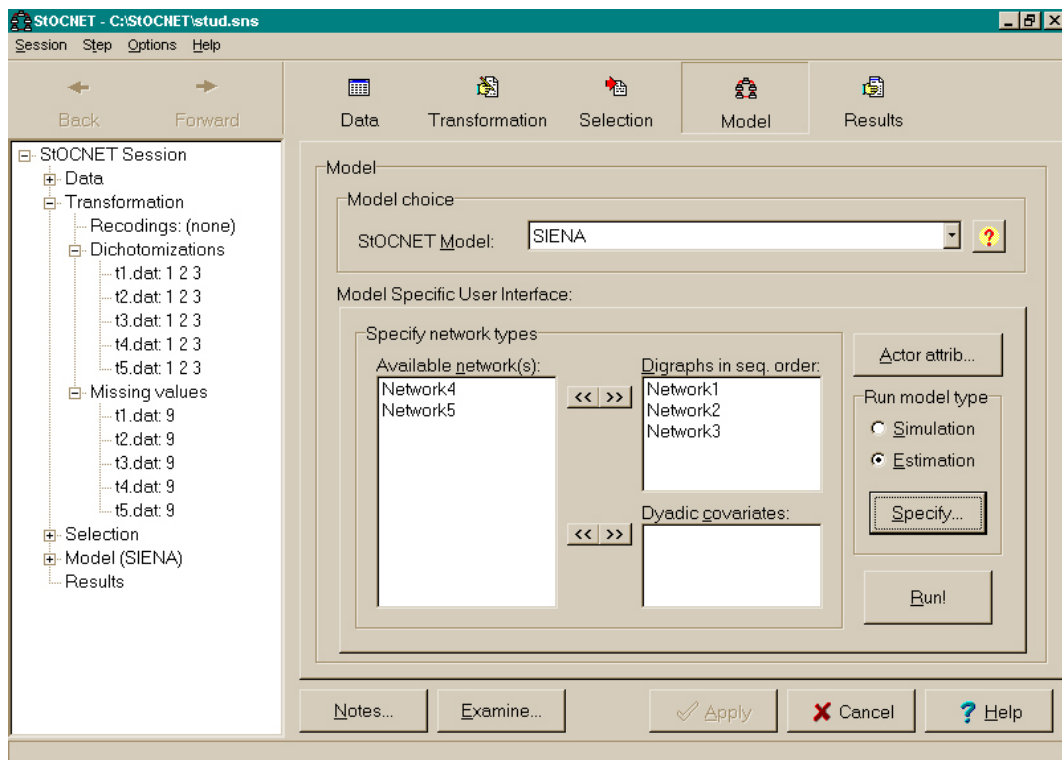 StOCNET - C:\StOCNET\stud.sns
Session Step Options Help
Back Forward
Data Transformation Selection Model Results
StOCNET Session
Data
Transformation
Recodings: (none)
Dichotomizations
t1.dat: 1 2 3
t2.dat: 1 2 3
t3.dat: 1 2 3
t4.dat: 1 2 3
t5.dat: 1 2 3
Missing values
t1.dat: 9
t2.dat: 9
t3.dat: 9
t4.dat: 9
t5.dat: 9
Selection
Model (SIENA)
Results
Model
Model choice
StOCNET Model: SIENA ?
Model Specific User Interface:
Specify network types
Available network(s):
Network4
Network5
<< >>
Digraphs in seq. order:
Network1
Network2
Network3
<< >>
Dyadic covariates:
Actor attrib...
Run model type
Simulation
Estimation
Specify...
Run!
Notes... Examine... Apply Cancel ? Help